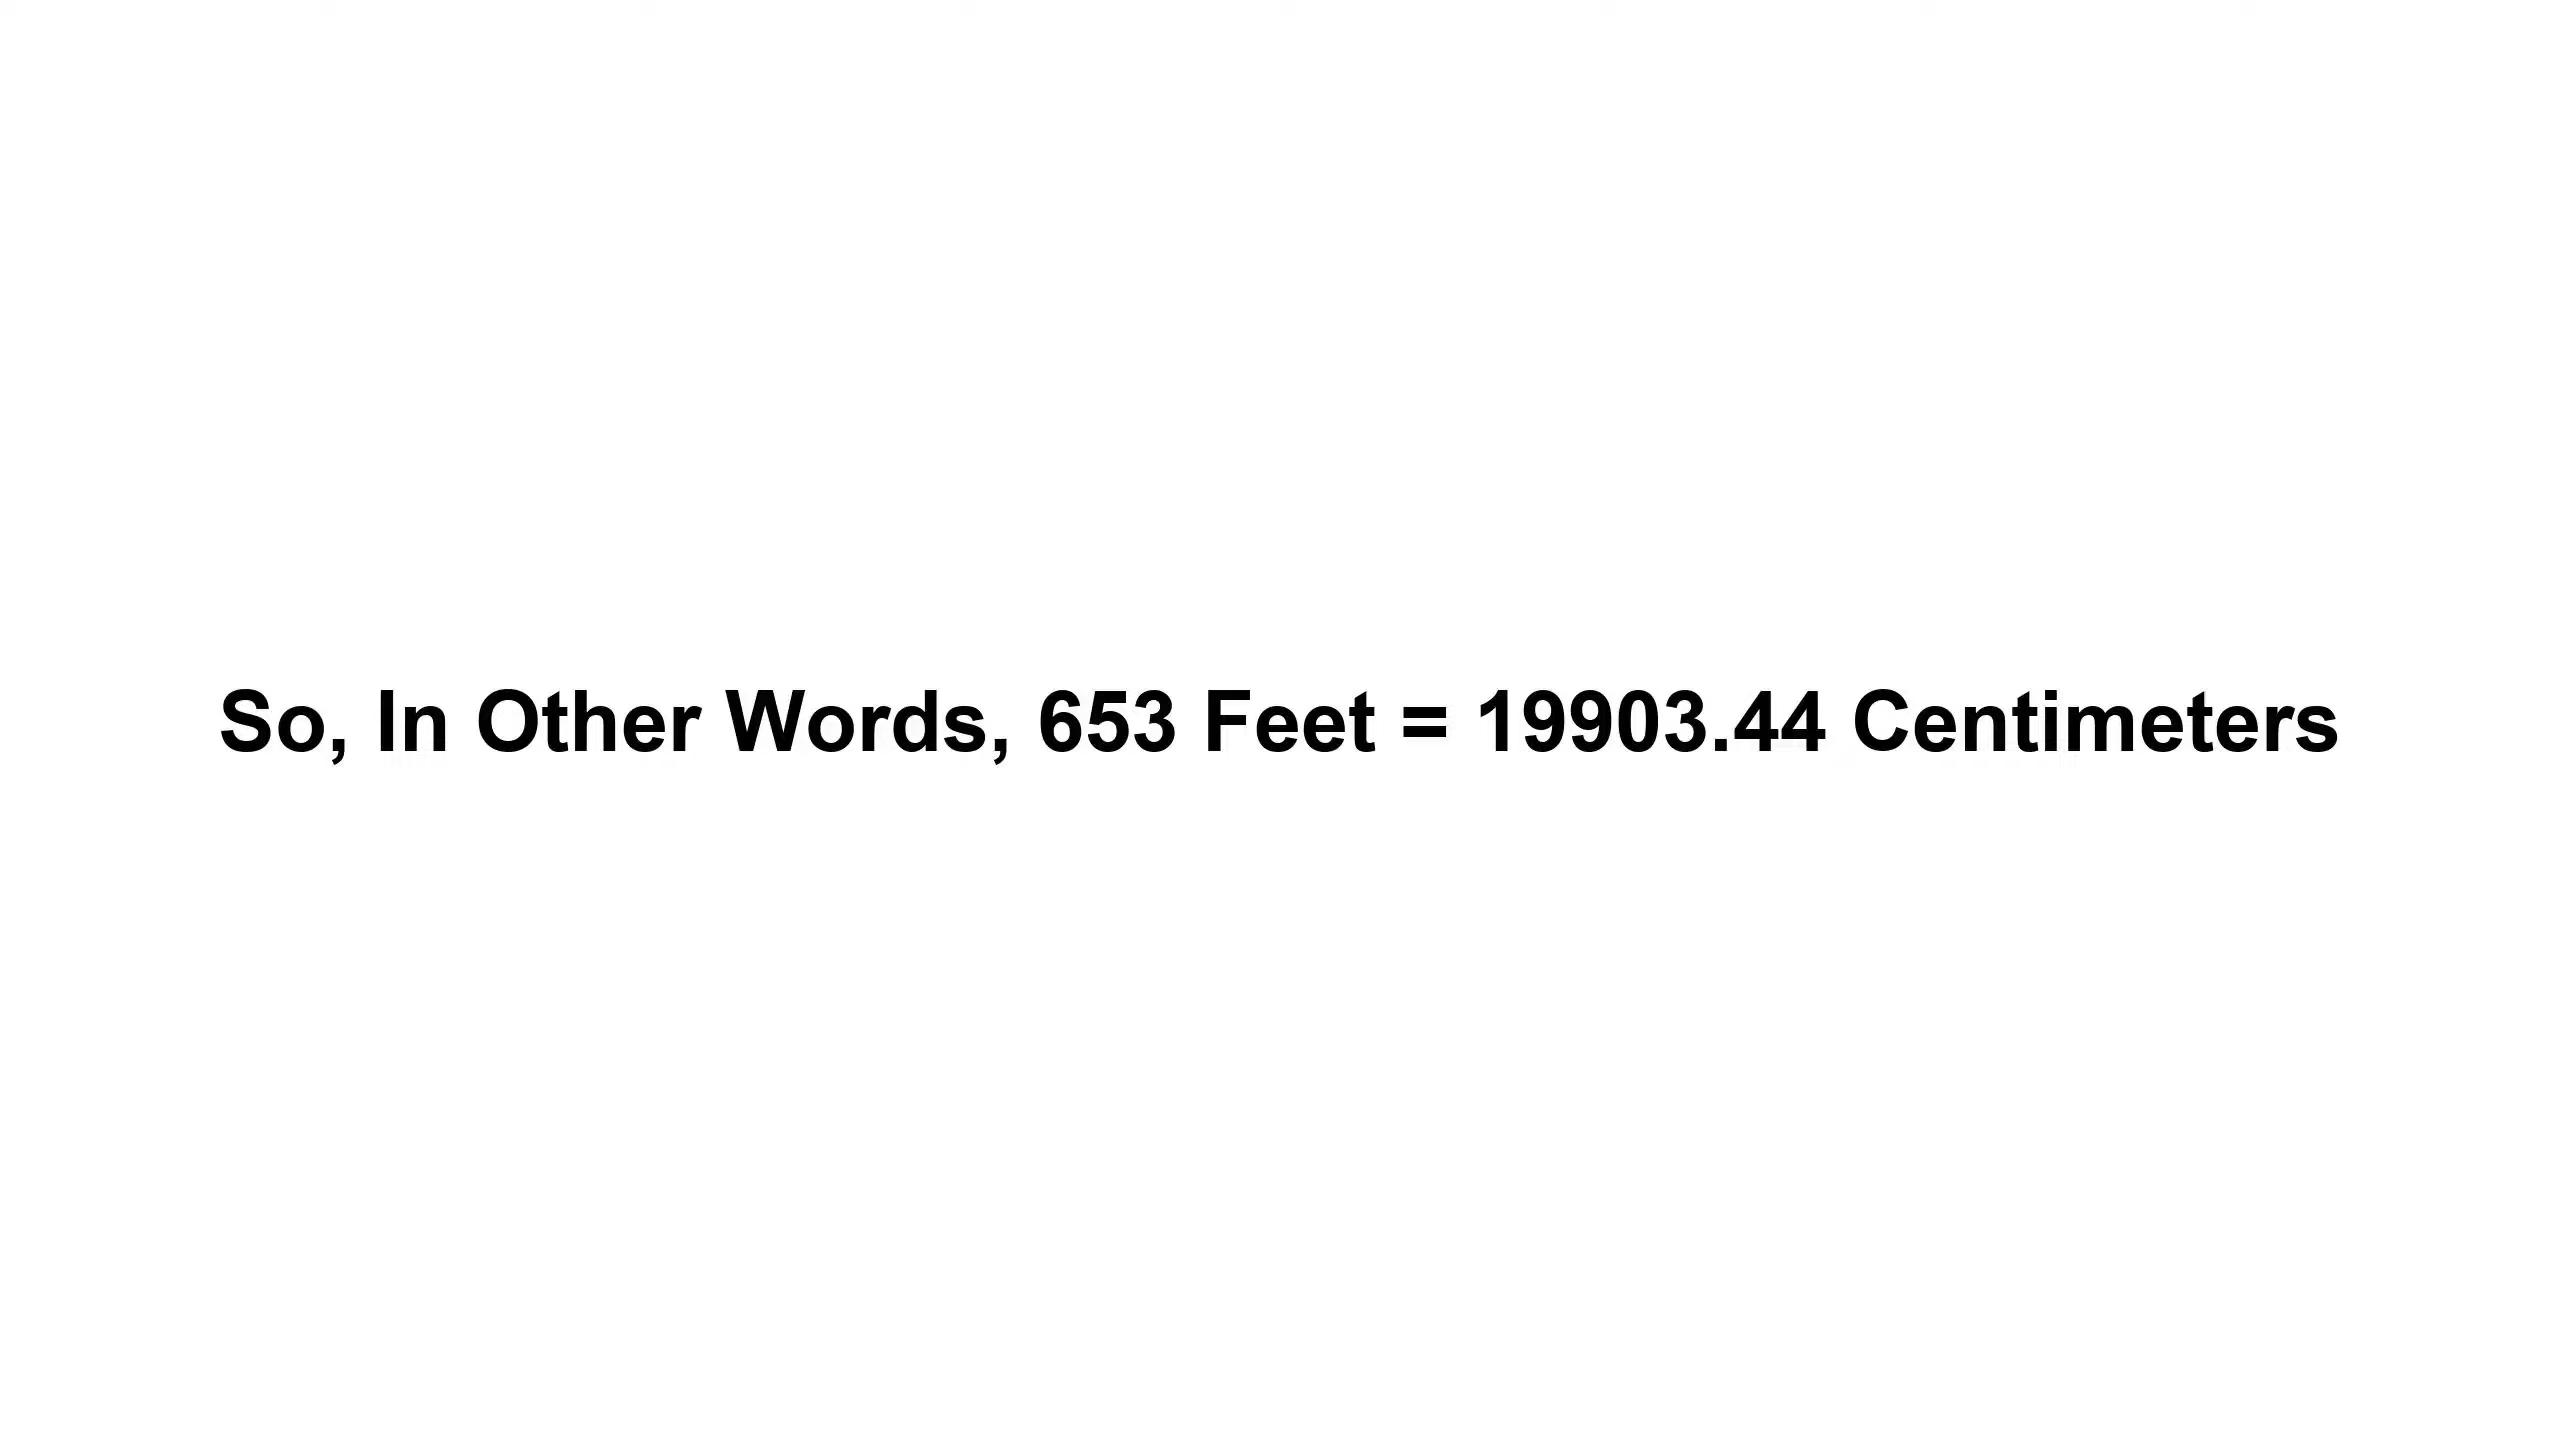 So, In Other Words, 653 Feet = 19903.44 Centimeters